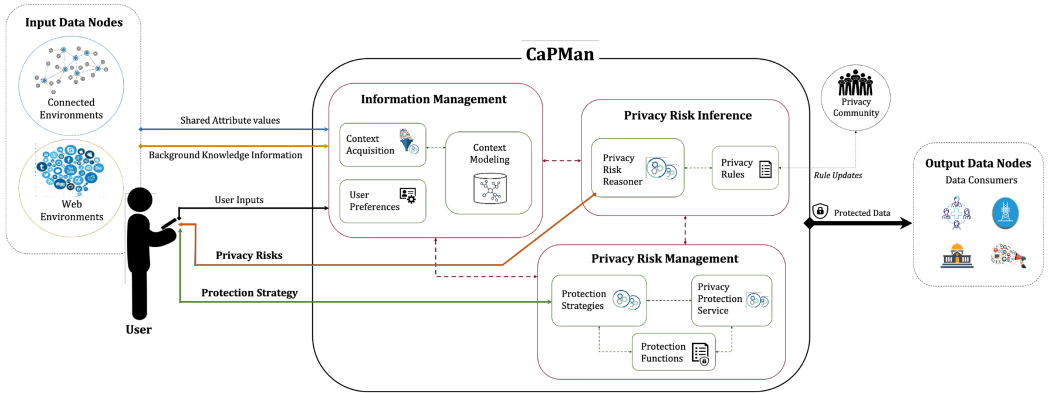 Input Data Nodes
Connected
Environments
Web
Environments
User
Shared Attribute values
Background Knowledge Information
User Inputs
Privacy Risks
Protection Strategy
CaPMan
Information Management
Context
Acquisition
Context
Modeling
User
Preferences
Privacy Risk Inference
Privacy
Risk
Reasoner
Privacy
Rules
Privacy Risk Management
Protection
Strategies
Privacy
Protection
Service
Protection
Functions
Privacy
Community
Rule Updates
Protected Data
Output Data Nodes
Data Consumers